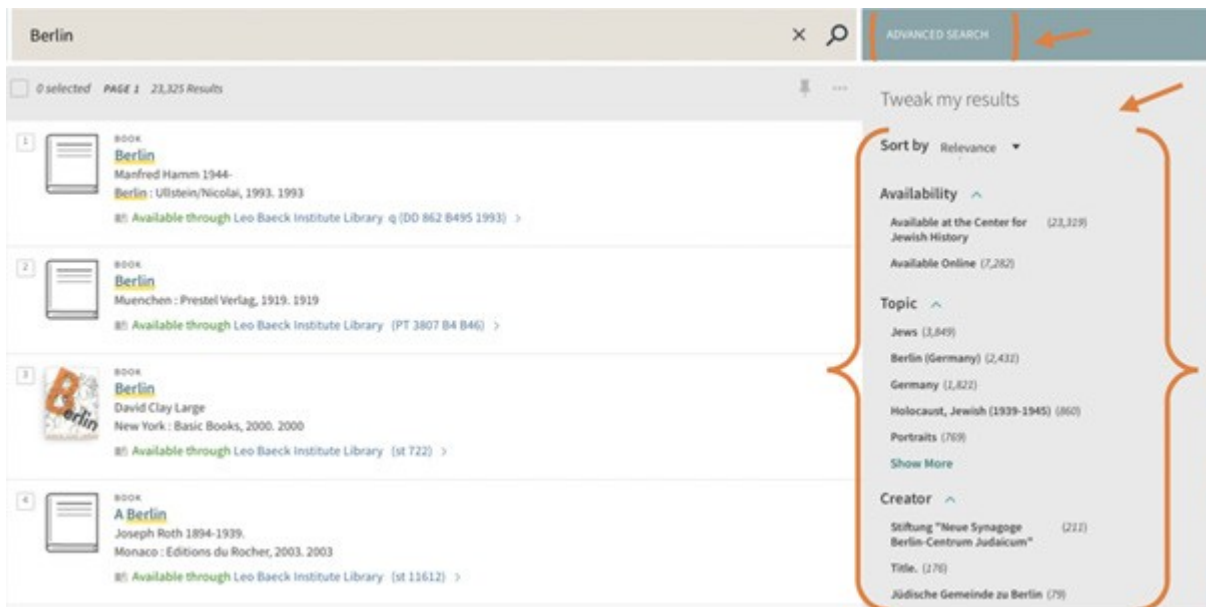 Berlin
ADVANCED SEARCH
0 selected PAGE 1 23,325 Results
1
BOOK
Berlin
Manfred Hamm 1944-
Berlin : Ullstein/Nicolai, 1993. 1993
Available through Leo Baeck Institute Library q (DD 862 B495 1993) >
2
BOOK
Berlin
Muenchen : Prestel Verlag, 1919. 1919
Available through Leo Baeck Institute Library (PT 3807 B4 B46) >
3
Berlin
BOOK
Berlin
David Clay Large
New York : Basic Books, 2000. 2000
Available through Leo Baeck Institute Library (st 722) >
4
BOOK
A Berlin
Joseph Roth 1894-1939.
Monaco : Editions du Rocher, 2003. 2003
Available through Leo Baeck Institute Library (st 11612) >
Tweak my results
Sort by Relevance
Availability
Available at the Center for (23,319)
Jewish History
Available Online (7,282)
Topic
Jews (3,849)
Berlin (Germany) (2,431)
Germany (1,821)
Holocaust, Jewish (1939-1945) (860)
Portraits (769)
Show More
Creator
Stiftung "Neue Synagoge (211)
Berlin-Centrum Judaicum"
Title. (176)
Jüdische Gemeinde zu Berlin (79)